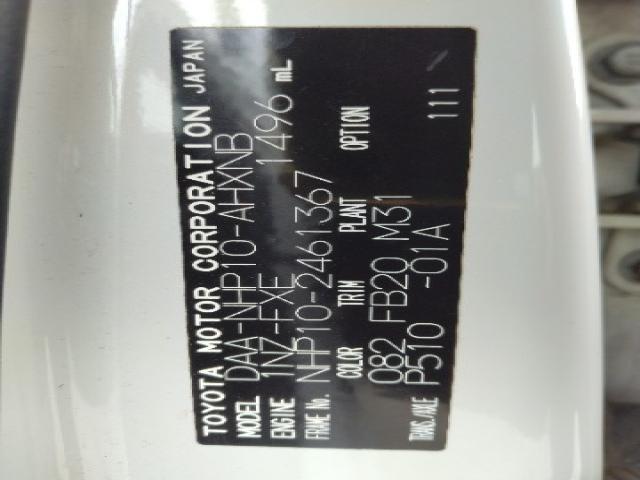 TOYOTA MOTOR CORPORATION JAPAN
MODEL DAA-NHP10-AHXNB
ENGINE 1NZ-FXE 1496 mL
FRAME No. NHP10-2461367
COLOR TRIM PLANT OPTION
082 FB20 M31
TRANS./AXLE P510 -01A
111